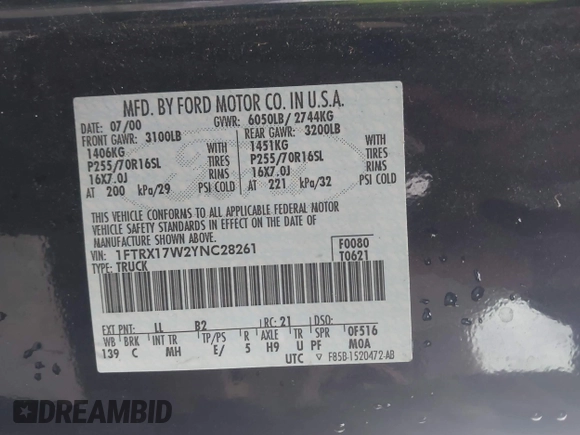 MFD. BY FORD MOTOR CO. IN U.S.A.
DATE: 07/00 GVWR: 6050LB/ 2744KG
FRONT GAWR: 3100LB REAR GAWR: 3200LB
1406KG WITH 1451KG WITH
P255/70R16SL TIRES P255/70R16SL TIRES
16X7.0J RIMS 16X7.0J RIMS
AT 200 kPa/29 PSI COLD AT 221 kPa/32 PSI COLD
THIS VEHICLE CONFORMS TO ALL APPLICABLE FEDERAL MOTOR
VEHICLE SAFETY STANDARDS IN EFFECT ON THE DATE OF
MANUFACTURE SHOWN ABOVE.
VIN: 1FTRX17W2YNC28261 F0080
TYPE: TRUCK T0621
EXT PNT: LL B2 RC: 21 DSO:
WB BRK INT TR TP/PS R AXLE TR SPR 0F516
139 C MH E/ 5 H9 U PF M0A
UTC ▽ F85B-1520472-AB
DREAMBID